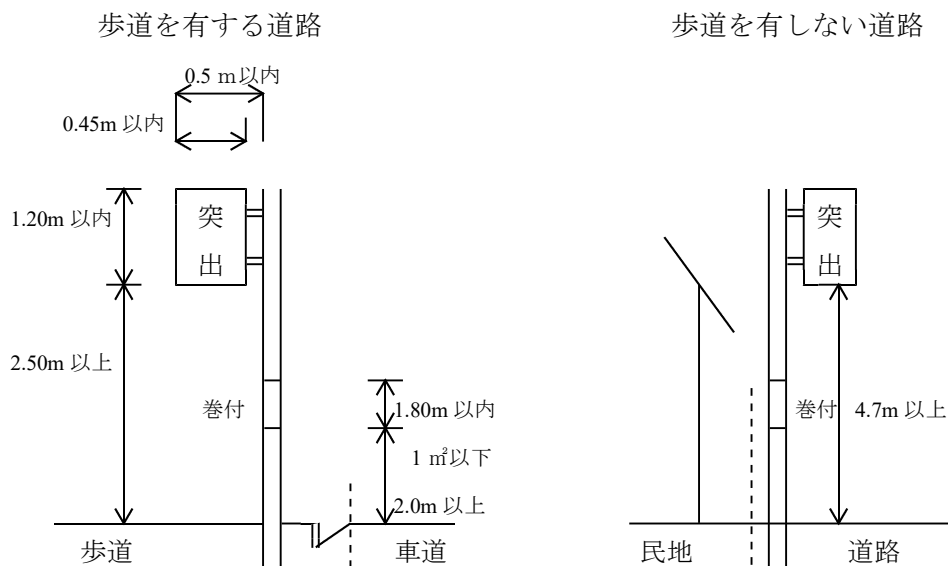 歩道を有する道路
歩道を有しない道路
0.5 m以内
0.45m 以内
1.20m 以内
突
出
突
出
2.50m 以上
巻付
1.80m 以内
巻付
4.7m 以上
1 ㎡以下
2.0m 以上
歩道
車道
民地
道路